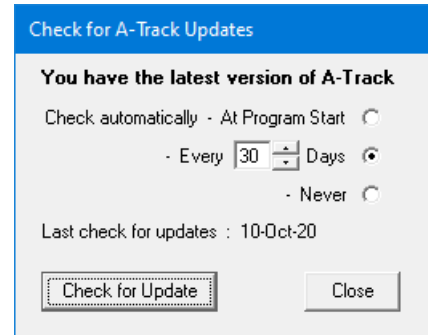 Check for A-Track Updates
You have the latest version of A-Track
Check automatically - At Program Start
- Every 30 Days
- Never
Last check for updates : 10-Oct-20
Check for Update Close